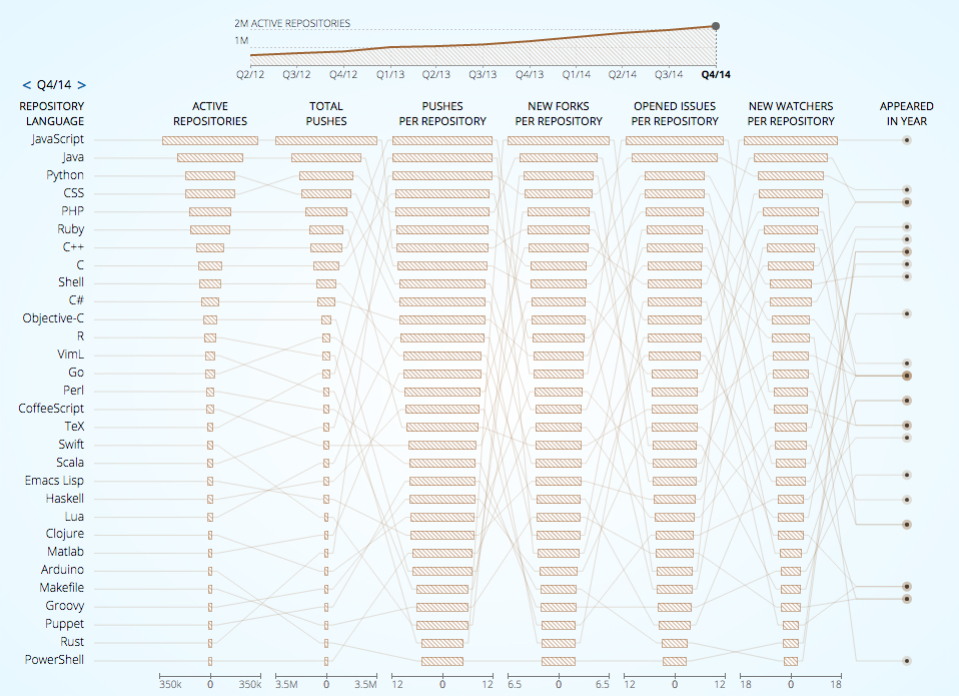 2M ACTIVE REPOSITORIES
1M
Q2/12 Q3/12 Q4/12 Q1/13 Q2/13 Q3/13 Q4/13 Q1/14 Q2/14 Q3/14 Q4/14
< Q4/14 >
REPOSITORY LANGUAGE
ACTIVE REPOSITORIES
TOTAL PUSHES
PUSHES PER REPOSITORY
NEW FORKS PER REPOSITORY
OPENED ISSUES PER REPOSITORY
NEW WATCHERS PER REPOSITORY
APPEARED IN YEAR
JavaScript
Java
Python
CSS
PHP
Ruby
C++
C
Shell
C#
Objective-C
R
VimL
Go
Perl
CoffeeScript
TeX
Swift
Scala
Emacs Lisp
Haskell
Lua
Clojure
Matlab
Arduino
Makefile
Groovy
Puppet
Rust
PowerShell
350k 0 350k 3.5M 0 3.5M 12 0 12 6.5 0 6.5 12 0 12 18 0 18